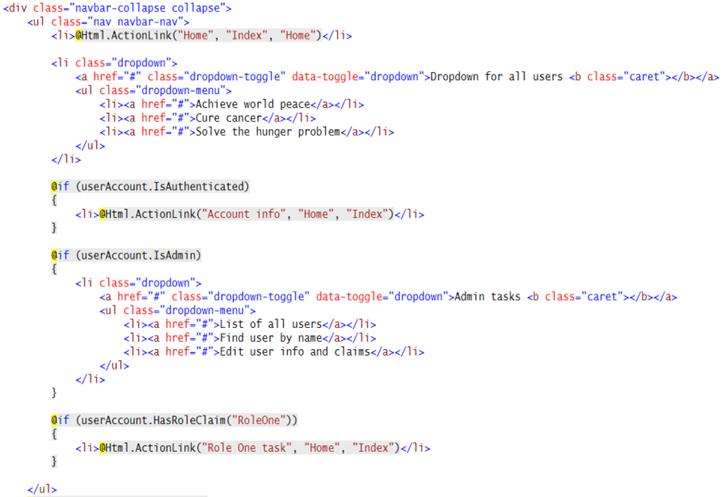 <div class="navbar-collapse collapse">
<ul class="nav navbar-nav">
<li>@Html.ActionLink("Home", "Index", "Home")</li>
<li class="dropdown">
<a href="#" class="dropdown-toggle" data-toggle="dropdown">Dropdown for all users <b class="caret"></b></a>
<ul class="dropdown-menu">
<li><a href="#">Achieve world peace</a></li>
<li><a href="#">Cure cancer</a></li>
<li><a href="#">Solve the hunger problem</a></li>
</ul>
</li>
@if (userAccount.IsAuthenticated)
{
<li>@Html.ActionLink("Account info", "Home", "Index")</li>
}
@if (userAccount.IsAdmin)
{
<li class="dropdown">
<a href="#" class="dropdown-toggle" data-toggle="dropdown">Admin tasks <b class="caret"></b></a>
<ul class="dropdown-menu">
<li><a href="#">List of all users</a></li>
<li><a href="#">Find user by name</a></li>
<li><a href="#">Edit user info and claims</a></li>
</ul>
</li>
}
@if (userAccount.HasRoleClaim("RoleOne"))
{
<li>@Html.ActionLink("Role One task", "Home", "Index")</li>
}
</ul>